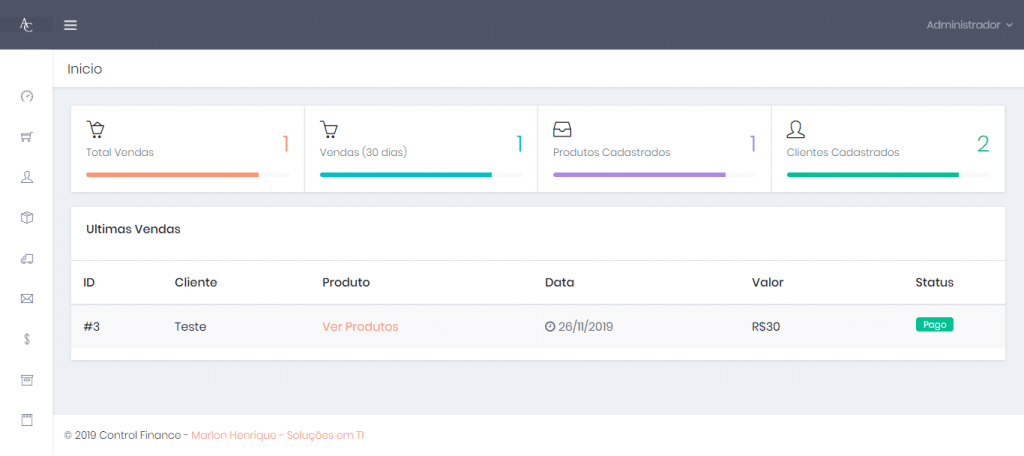 AC
Administrador
Inicio
Total Vendas
1
Vendas (30 dias)
1
Produtos Cadastrados
1
Clientes Cadastrados
2
Ultimas Vendas
ID Cliente Produto Data Valor Status
#3 Teste Ver Produtos 26/11/2019 R$30 Pago
© 2019 Control Finance - Marlon Henrique - Soluções em TI